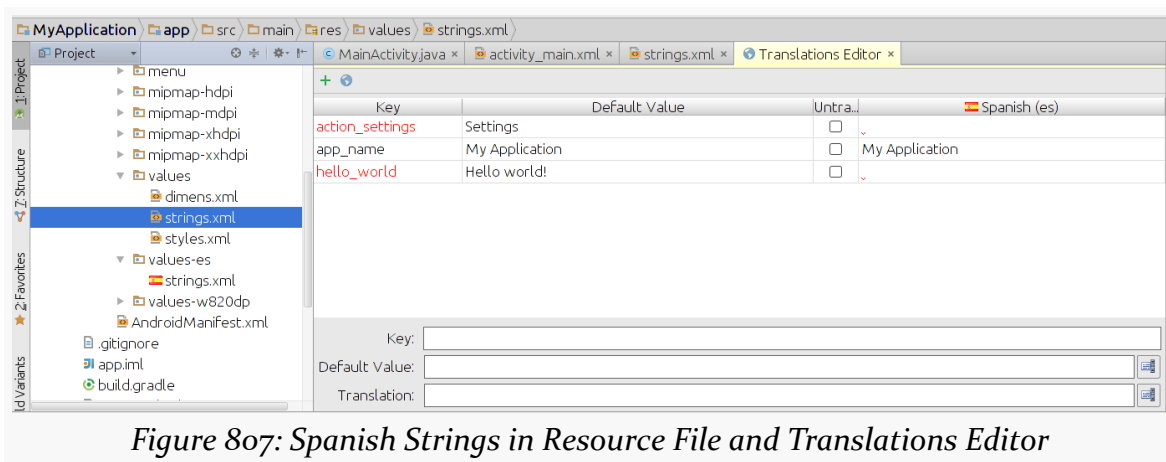 MyApplication app src main res values strings.xml
Project
MainActivity.java × activity_main.xml × strings.xml × Translations Editor ×
1: Project
Z: Structure
2: Favorites
ld Variants
menu
mipmap-hdpi
mipmap-mdpi
mipmap-xhdpi
mipmap-xxhdpi
values
dimens.xml
strings.xml
styles.xml
values-es
strings.xml
values-w820dp
AndroidManifest.xml
.gitignore
app.iml
build.gradle
Key Default Value Untra... Spanish (es)
action_settings Settings
app_name My Application My Application
hello_world Hello world!
Key:
Default Value:
Translation:
Figure 807: Spanish Strings in Resource File and Translations Editor